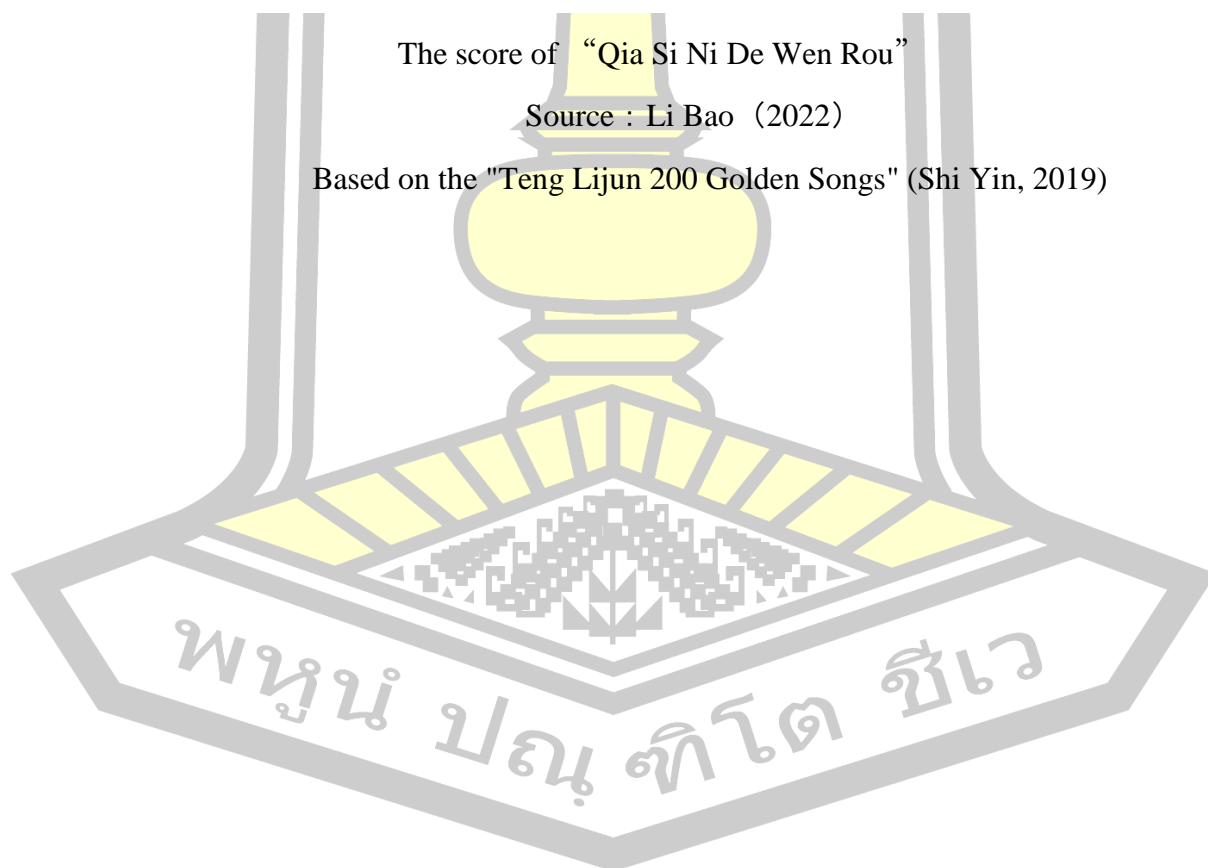 The score of “Qia Si Ni De Wen Rou”
Source：Li Bao（2022）
Based on the "Teng Lijun 200 Golden Songs" (Shi Yin, 2019)
พหูนํ ปณฺฑิโต ชีเว